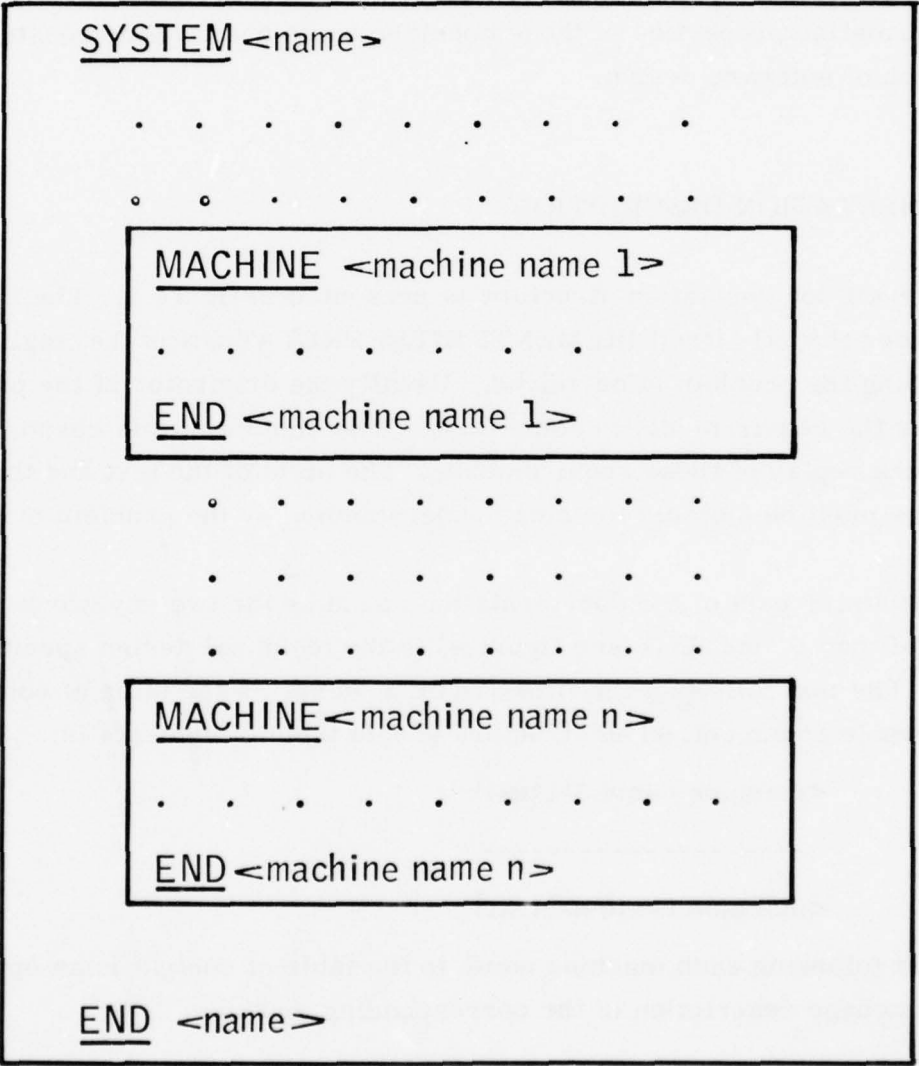 SYSTEM <name>
. . . . . . . .
. . . . . . . .
MACHINE <machine name 1>
. . . . . . .
END <machine name 1>
. . . . . . . .
. . . . . . . .
. . . . . . . .
MACHINE<machine name n>
. . . . . . . . .
END<machine name n>
END <name>